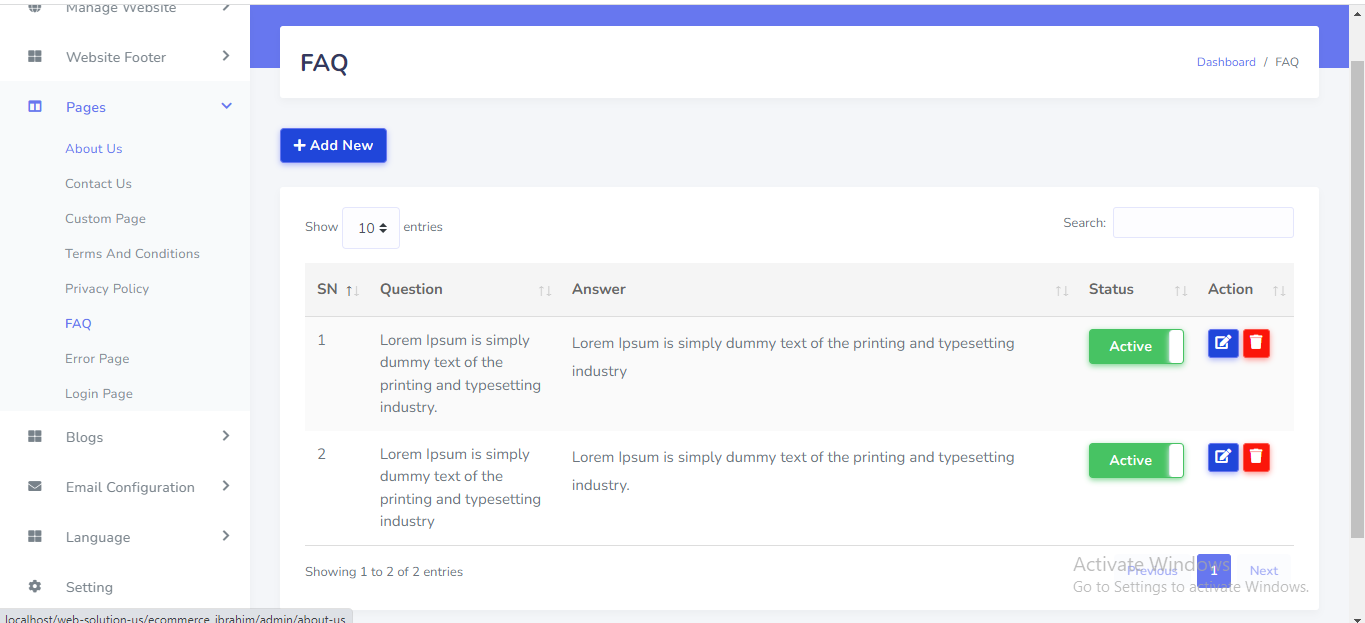 Manage Website
Website Footer
Pages
About Us
Contact Us
Custom Page
Terms And Conditions
Privacy Policy
FAQ
Error Page
Login Page
Blogs
Email Configuration
Language
Setting
localhost/web-solution-us/ecommerce_ibrahim/admin/about-us
FAQ
Dashboard / FAQ
+ Add New
Show 10 entries
Search:
SN Question Answer Status Action
1
Lorem Ipsum is simply
dummy text of the
printing and typesetting
industry.
Lorem Ipsum is simply dummy text of the printing and typesetting
industry
Active
2
Lorem Ipsum is simply
dummy text of the
printing and typesetting
industry
Lorem Ipsum is simply dummy text of the printing and typesetting
industry.
Active
Showing 1 to 2 of 2 entries
Previous 1 Next
Activate Windows
Go to Settings to activate Windows.